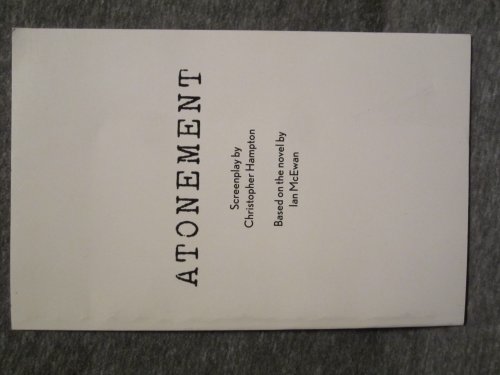 ATONEMENT
Screenplay by
Christopher Hampton
Based on the novel by
Ian McEwan